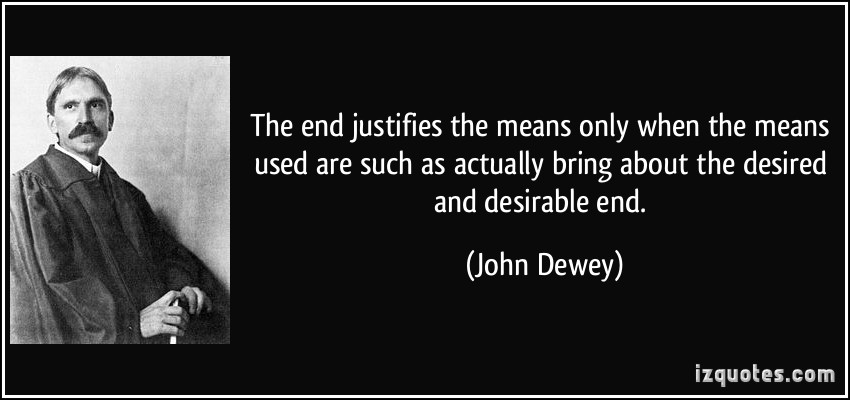 The end justifies the means only when the means
used are such as actually bring about the desired
and desirable end.
(John Dewey)
izquotes.com